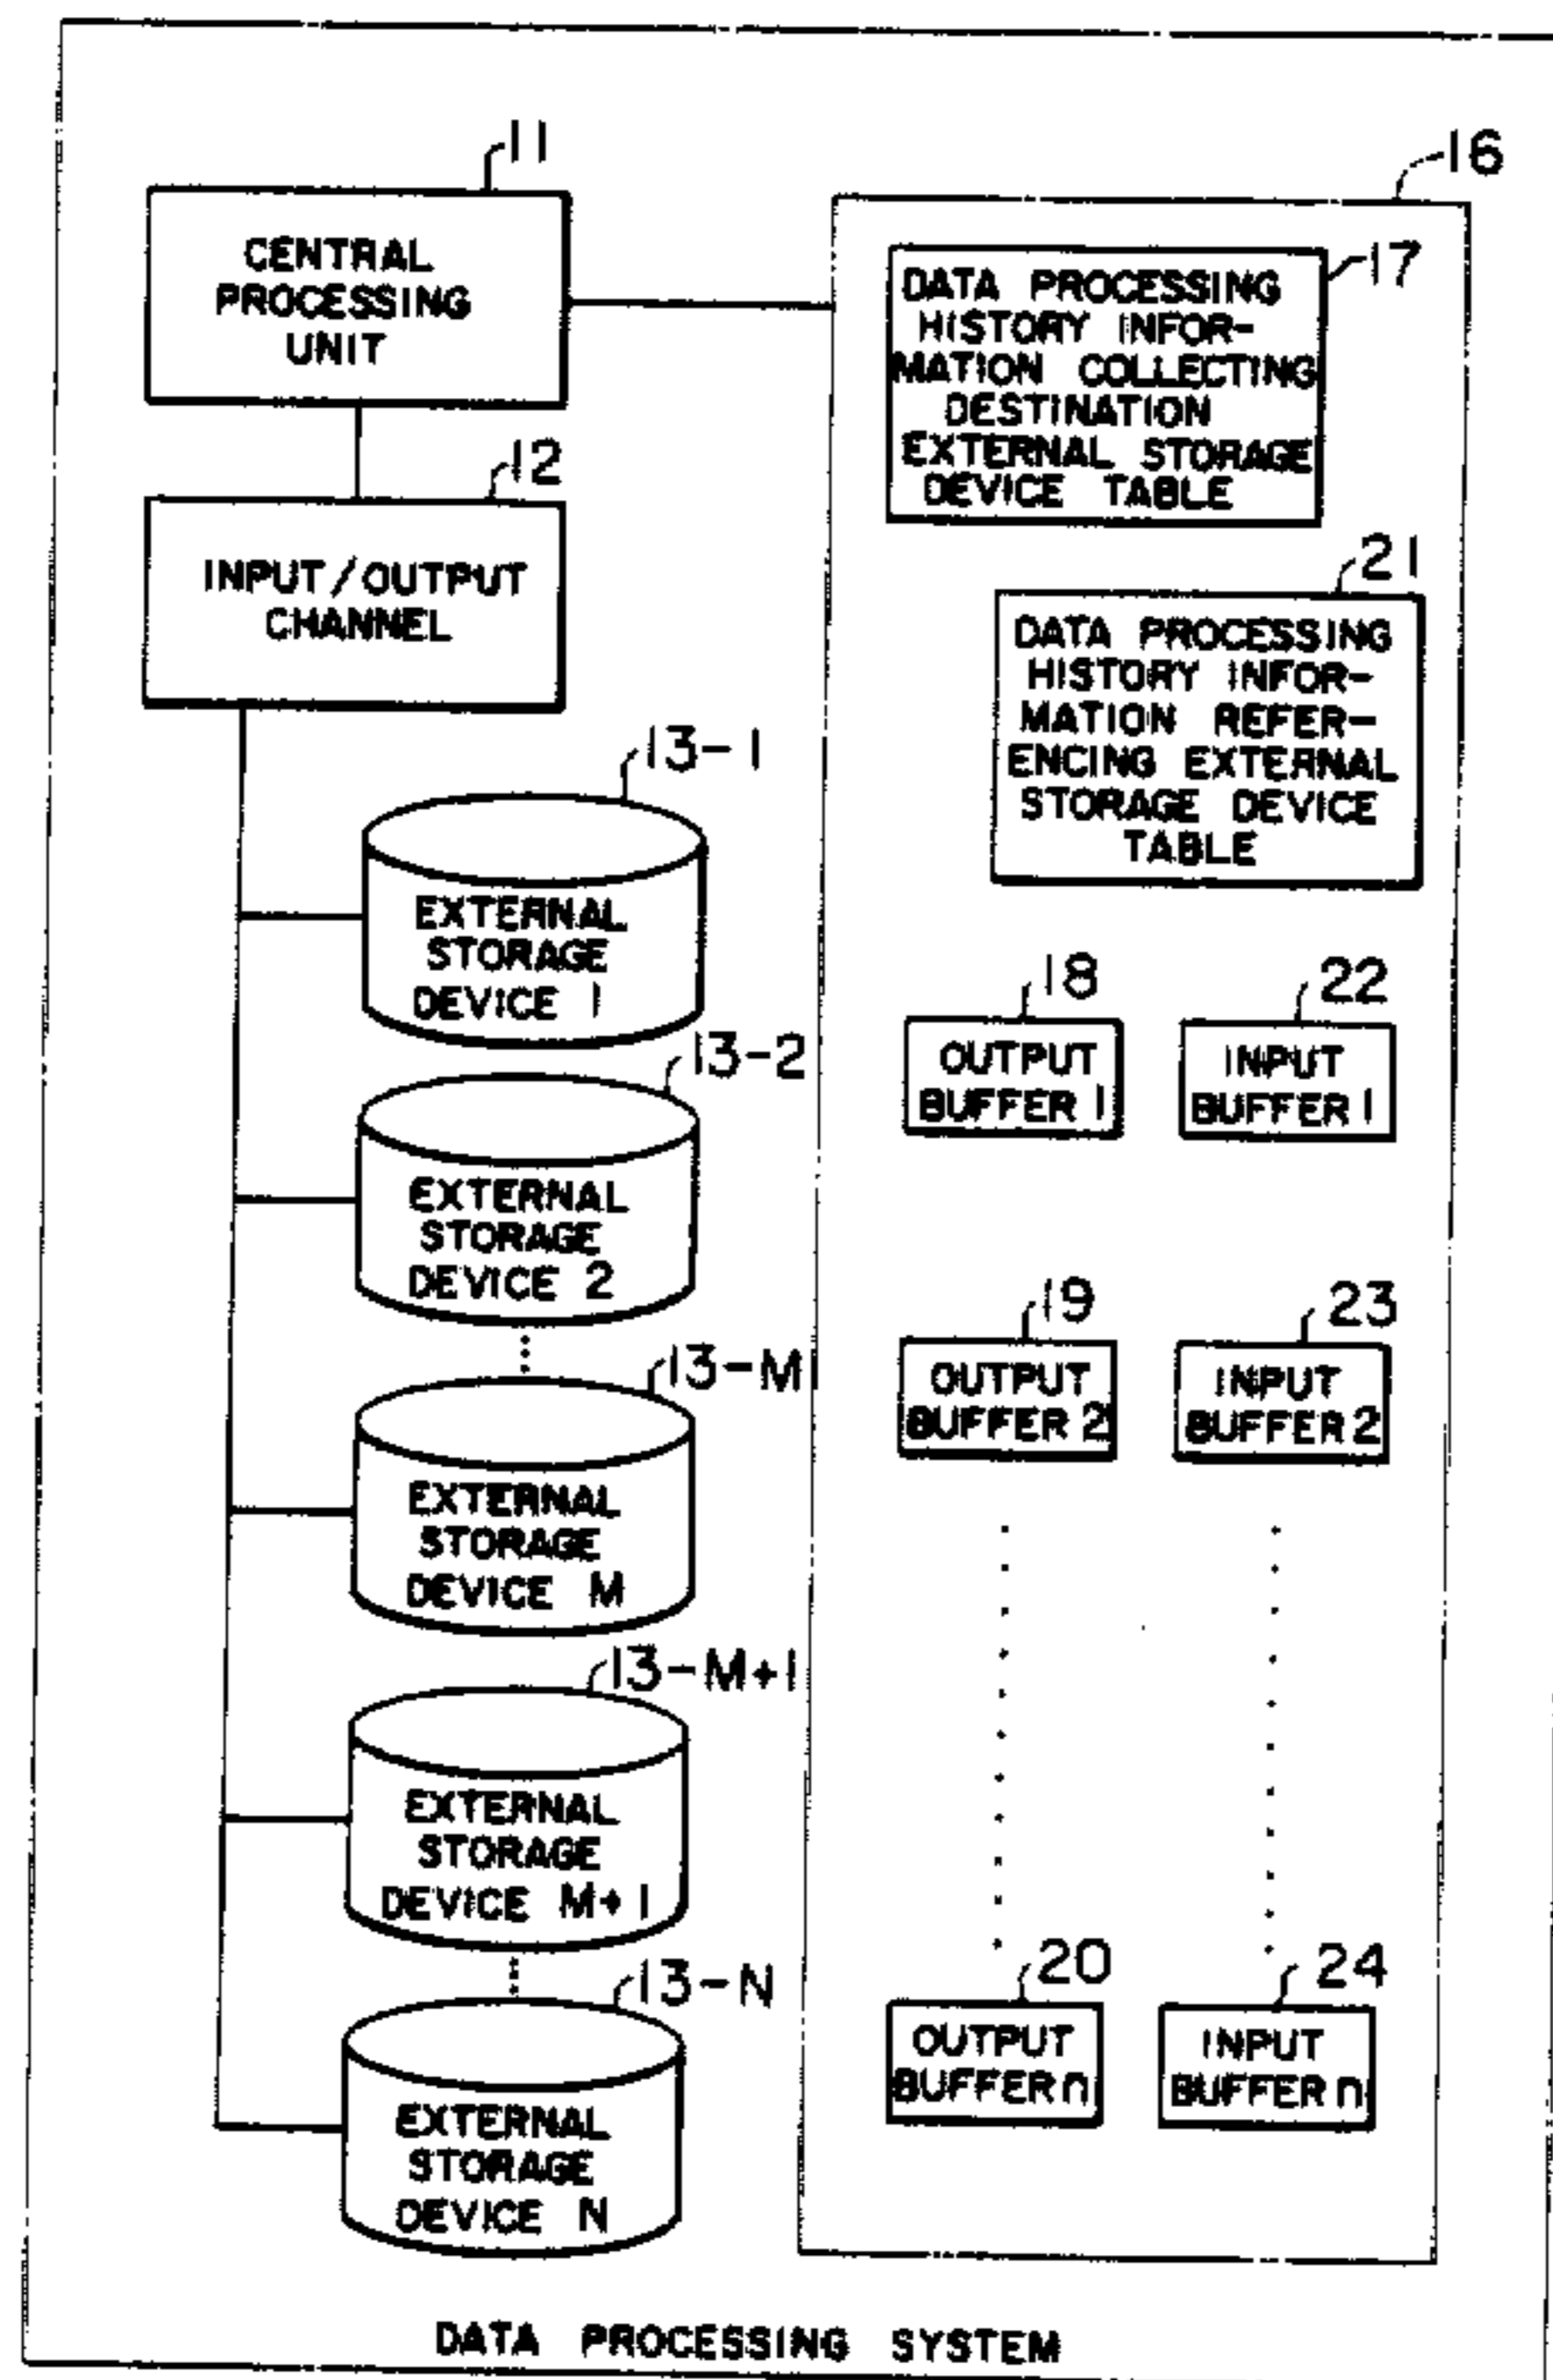 11
CENTRAL
PROCESSING
UNIT
12
INPUT/OUTPUT
CHANNEL
13-1
EXTERNAL
STORAGE
DEVICE 1
13-2
EXTERNAL
STORAGE
DEVICE 2
13-M
EXTERNAL
STORAGE
DEVICE M
13-M+1
EXTERNAL
STORAGE
DEVICE M+1
13-N
EXTERNAL
STORAGE
DEVICE N
16
17
DATA PROCESSING
HISTORY INFOR-
MATION COLLECTING
DESTINATION
EXTERNAL STORAGE
DEVICE TABLE
21
DATA PROCESSING
HISTORY INFOR-
MATION REFER-
ENCING EXTERNAL
STORAGE DEVICE
TABLE
18
OUTPUT
BUFFER 1
22
INPUT
BUFFER 1
19
OUTPUT
BUFFER 2
23
INPUT
BUFFER 2
20
OUTPUT
BUFFER n
24
INPUT
BUFFER n
DATA PROCESSING SYSTEM